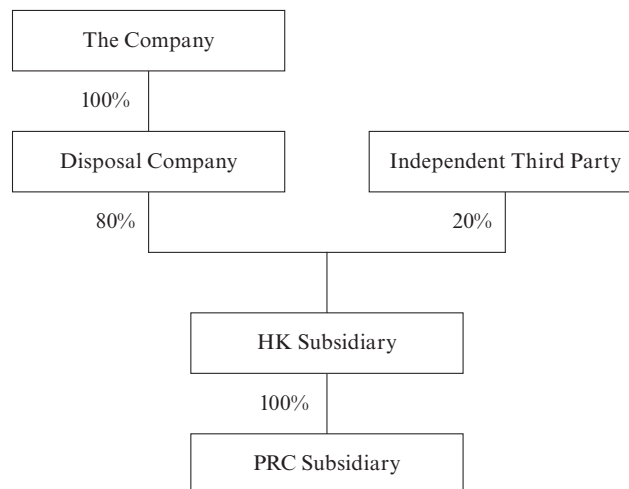 The Company
100%
Disposal Company
Independent Third Party
80%
20%
HK Subsidiary
100%
PRC Subsidiary